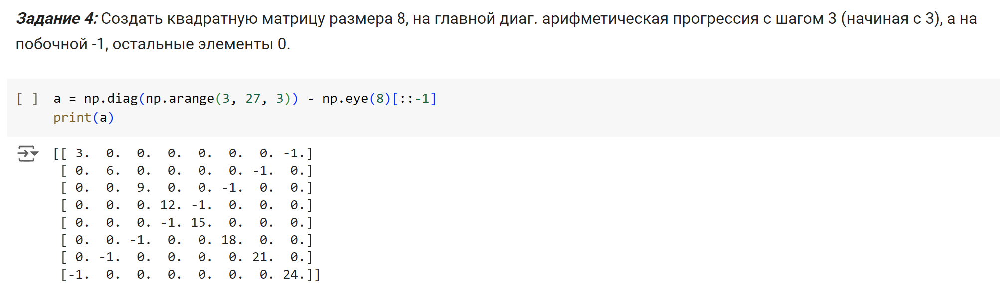 Задание 4: Создать квадратную матрицу размера 8, на главной диаг. арифметическая прогрессия с шагом 3 (начиная с 3), а на
побочной -1, остальные элементы 0.
[ ] a = np.diag(np.arange(3, 27, 3)) - np.eye(8)[::-1]
print(a)
[[ 3.  0.  0.  0.  0.  0.  0. -1.]
 [ 0.  6.  0.  0.  0.  0. -1.  0.]
 [ 0.  0.  9.  0.  0. -1.  0.  0.]
 [ 0.  0.  0. 12. -1.  0.  0.  0.]
 [ 0.  0.  0. -1. 15.  0.  0.  0.]
 [ 0.  0. -1.  0.  0. 18.  0.  0.]
 [ 0. -1.  0.  0.  0.  0. 21.  0.]
 [-1.  0.  0.  0.  0.  0.  0. 24.]]